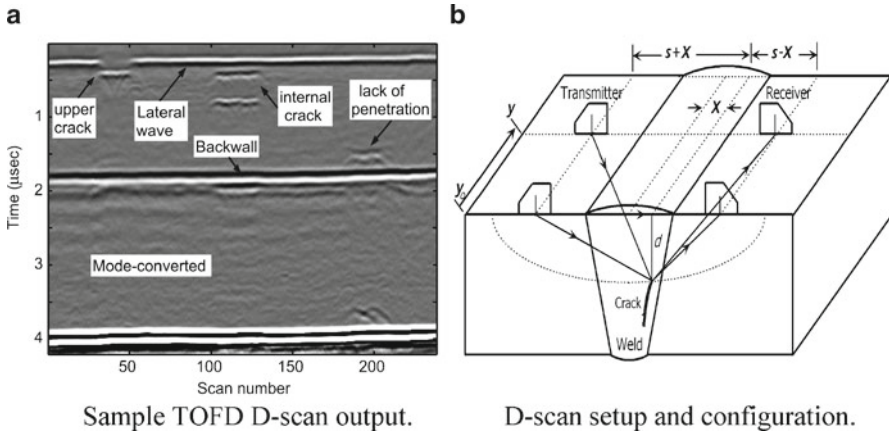 a
b
upper
crack
Lateral
wave
internal
crack
lack of
penetration
Backwall
Mode-converted
Time (μsec)
1
2
3
4
50
100
150
200
Scan number
s+X
s-X
Transmitter
Receiver
X
y
y₀
d
Crack
Weld
Sample TOFD D-scan output.
D-scan setup and configuration.